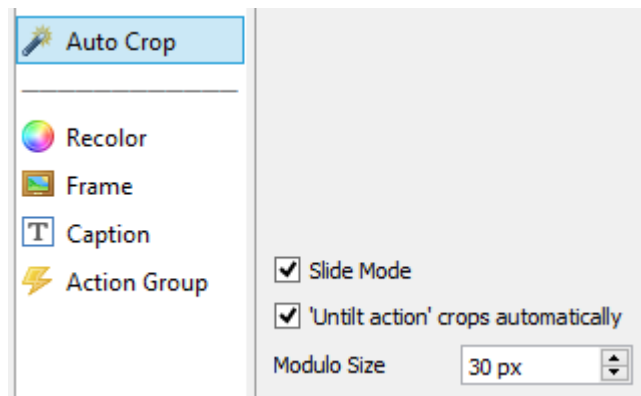 Auto Crop
Recolor
Frame
T Caption
Action Group
Slide Mode
'Untilt action' crops automatically
Modulo Size 30 px